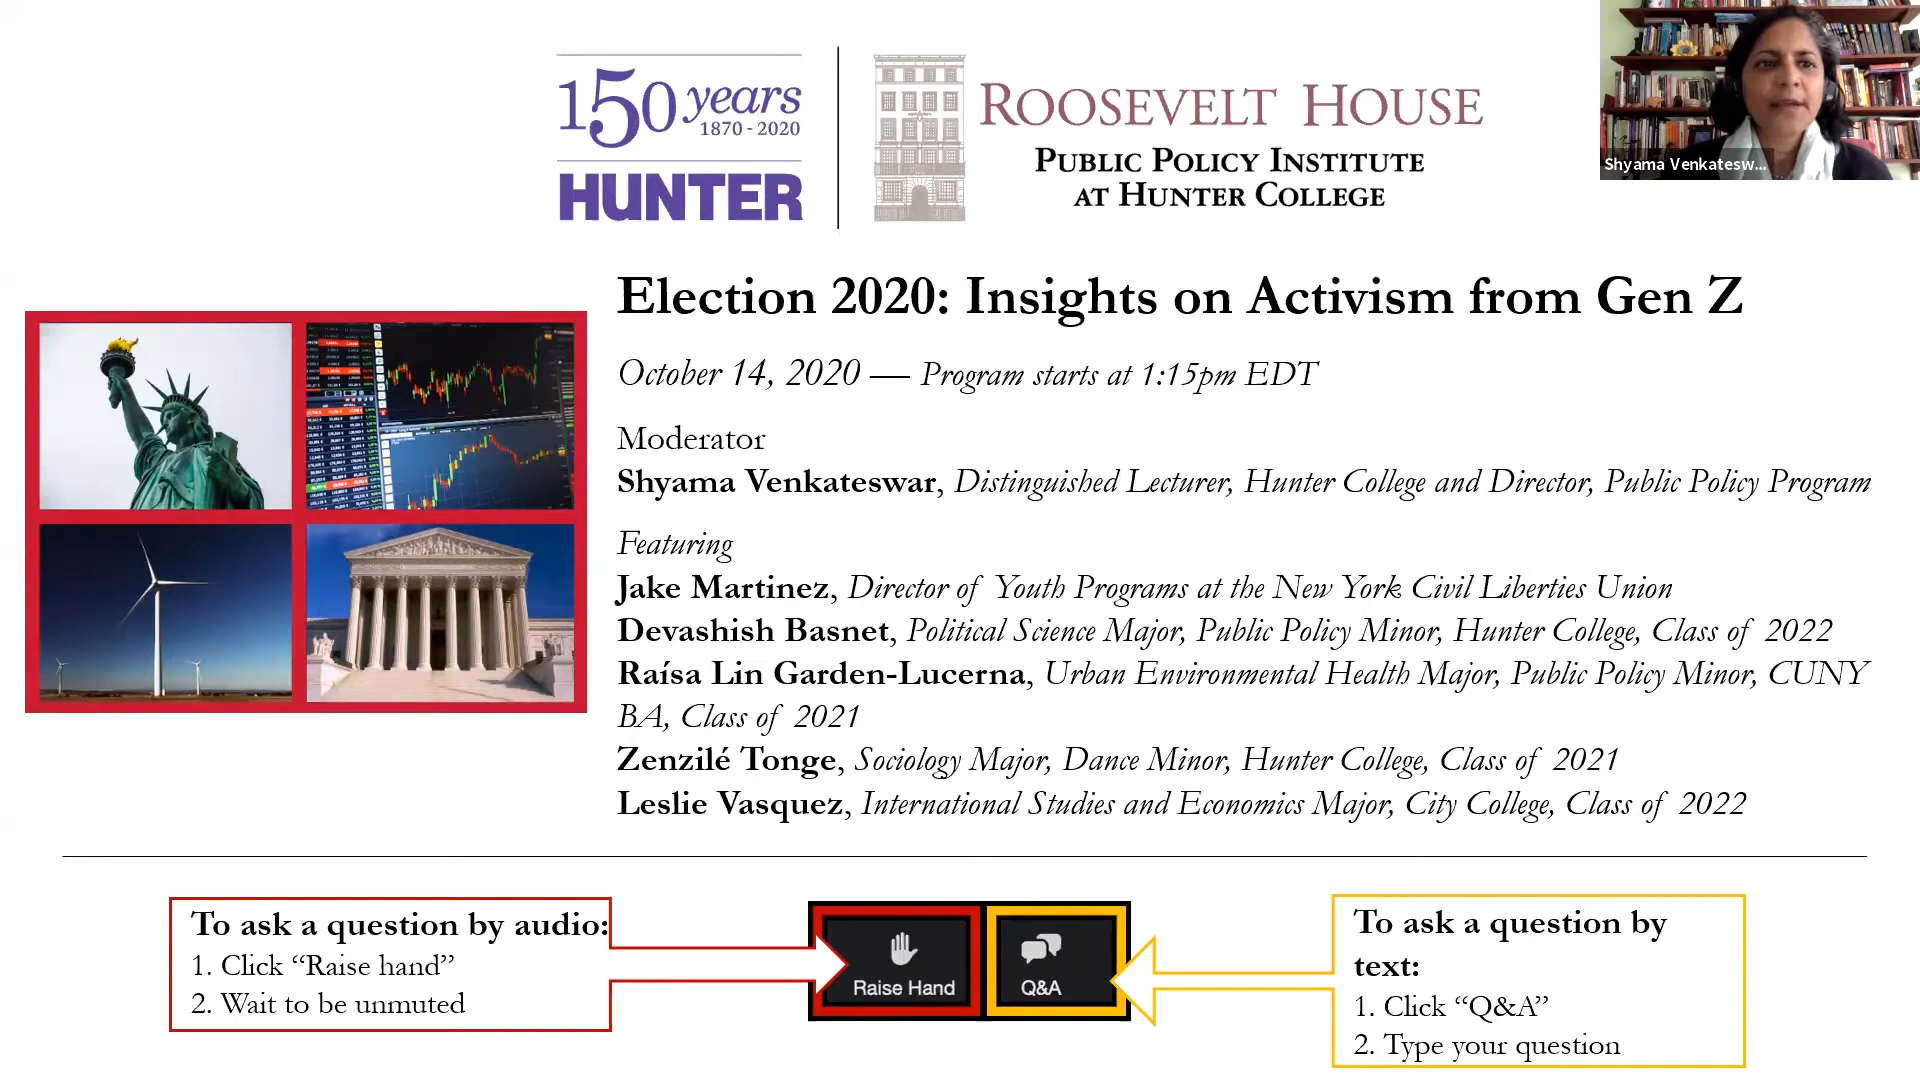 150 years
1870 - 2020
HUNTER
ROOSEVELT HOUSE
PUBLIC POLICY INSTITUTE
AT HUNTER COLLEGE
Shyama Venkatesw...
Election 2020: Insights on Activism from Gen Z
October 14, 2020 — Program starts at 1:15pm EDT
Moderator
Shyama Venkateswar, Distinguished Lecturer, Hunter College and Director, Public Policy Program
Featuring
Jake Martinez, Director of Youth Programs at the New York Civil Liberties Union
Devashish Basnet, Political Science Major, Public Policy Minor, Hunter College, Class of 2022
Raísa Lin Garden-Lucerna, Urban Environmental Health Major, Public Policy Minor, CUNY
BA, Class of 2021
Zenzilé Tonge, Sociology Major, Dance Minor, Hunter College, Class of 2021
Leslie Vasquez, International Studies and Economics Major, City College, Class of 2022
To ask a question by audio:
1. Click “Raise hand”
2. Wait to be unmuted
Raise Hand
Q&A
To ask a question by
text:
1. Click “Q&A”
2. Type your question